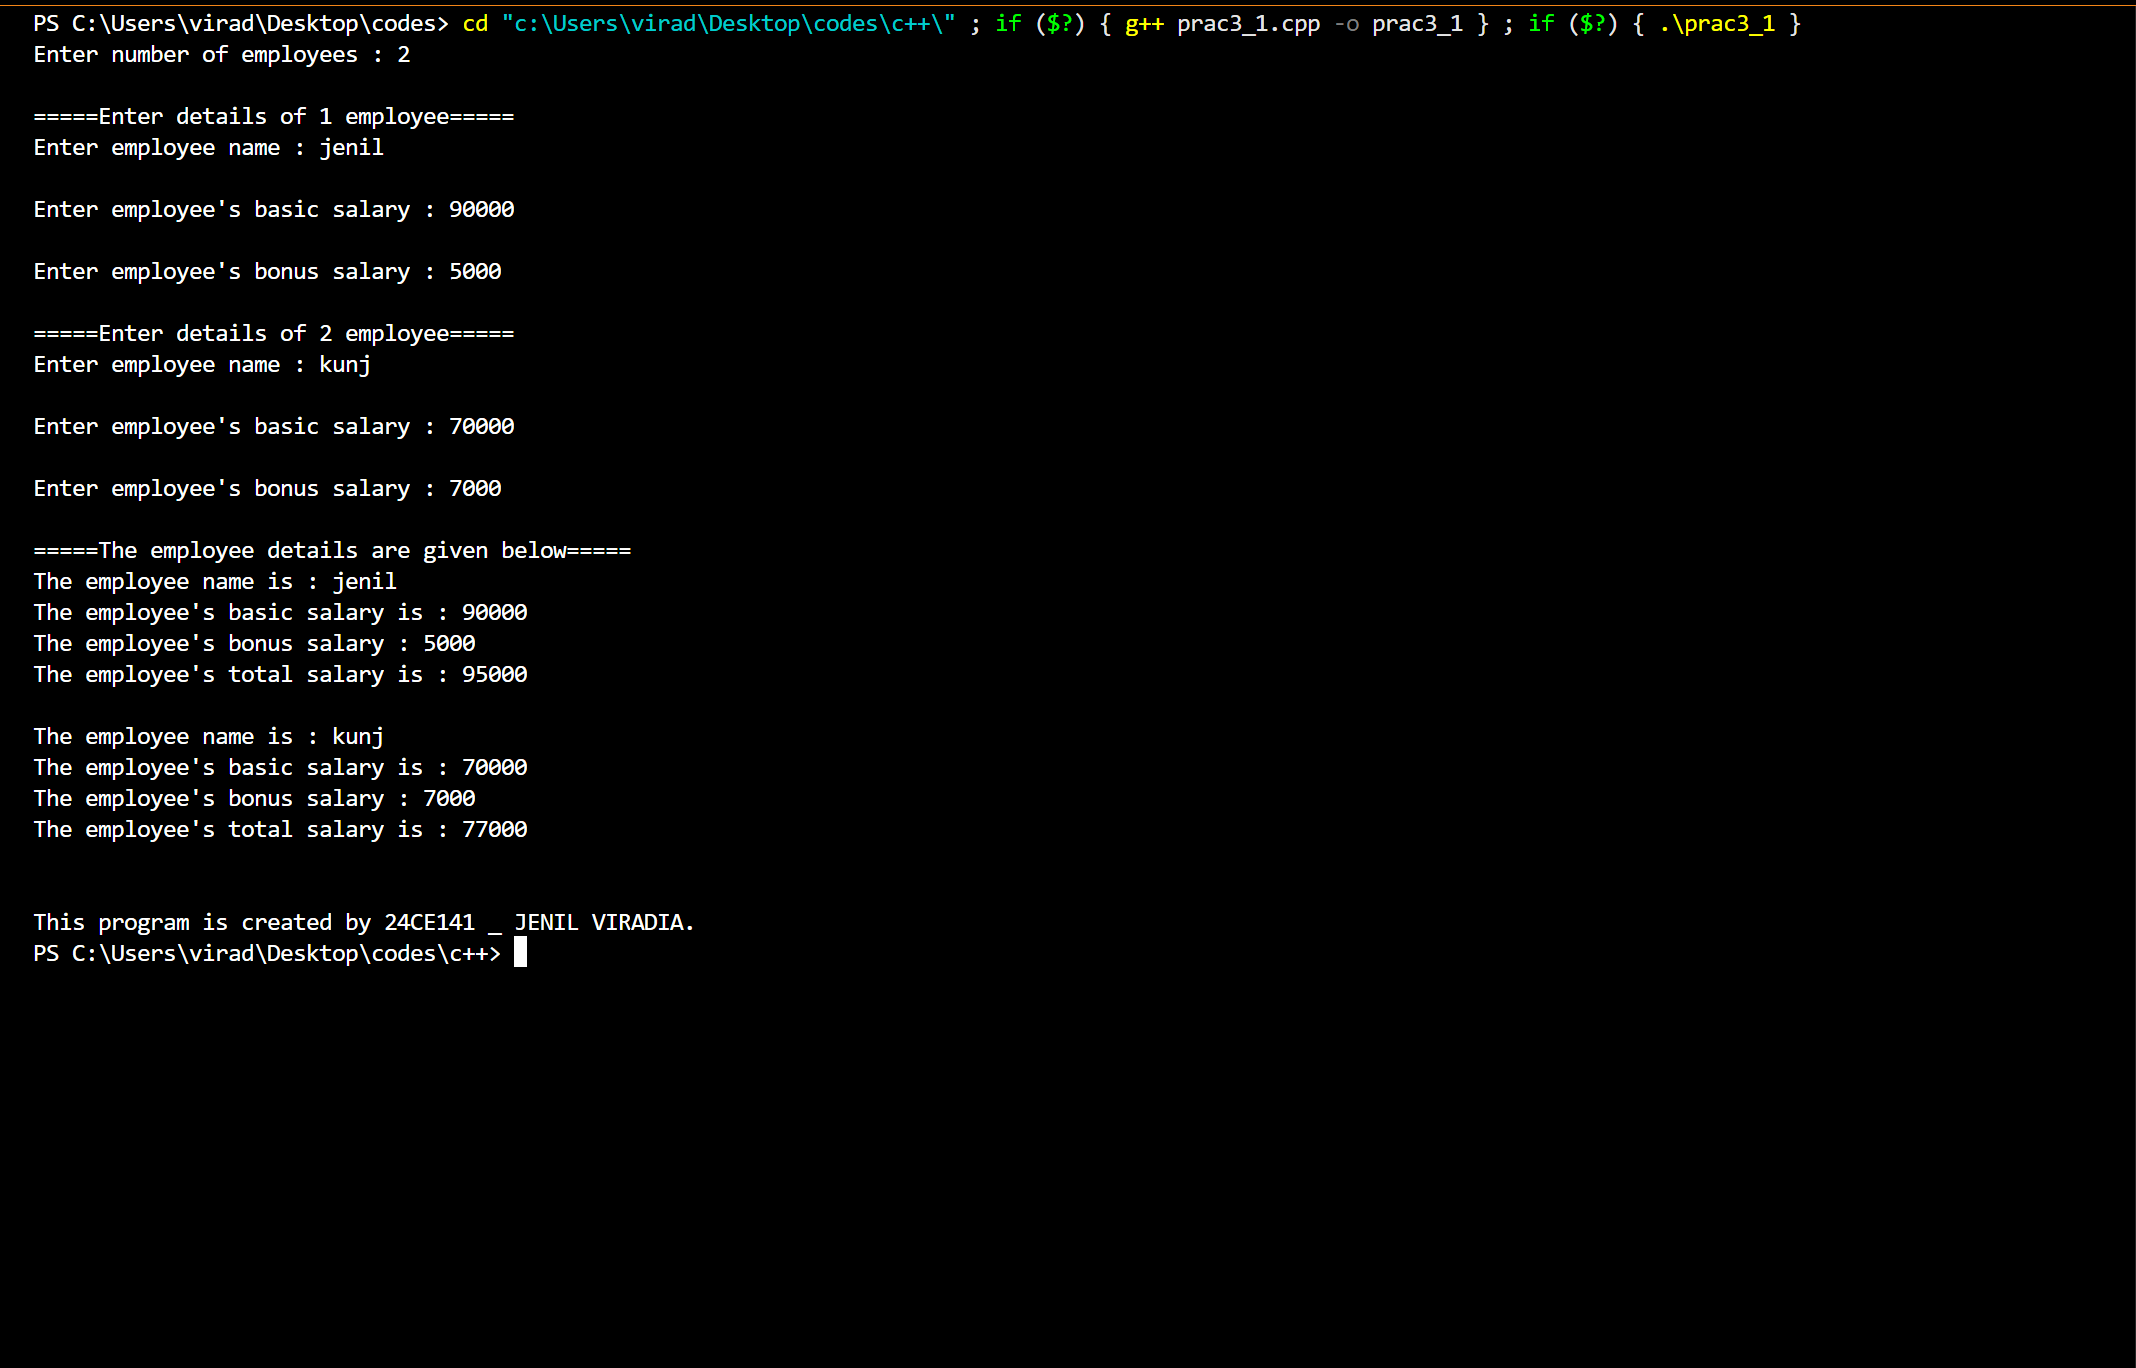 PS C:\Users\virad\Desktop\codes> cd "c:\Users\virad\Desktop\codes\c++\" ; if ($?) { g++ prac3_1.cpp -o prac3_1 } ; if ($?) { .\prac3_1 }
Enter number of employees : 2
=====Enter details of 1 employee=====
Enter employee name : jenil
Enter employee's basic salary : 90000
Enter employee's bonus salary : 5000
=====Enter details of 2 employee=====
Enter employee name : kunj
Enter employee's basic salary : 70000
Enter employee's bonus salary : 7000
=====The employee details are given below=====
The employee name is : jenil
The employee's basic salary is : 90000
The employee's bonus salary : 5000
The employee's total salary is : 95000
The employee name is : kunj
The employee's basic salary is : 70000
The employee's bonus salary : 7000
The employee's total salary is : 77000
This program is created by 24CE141 _ JENIL VIRADIA.
PS C:\Users\virad\Desktop\codes\c++>